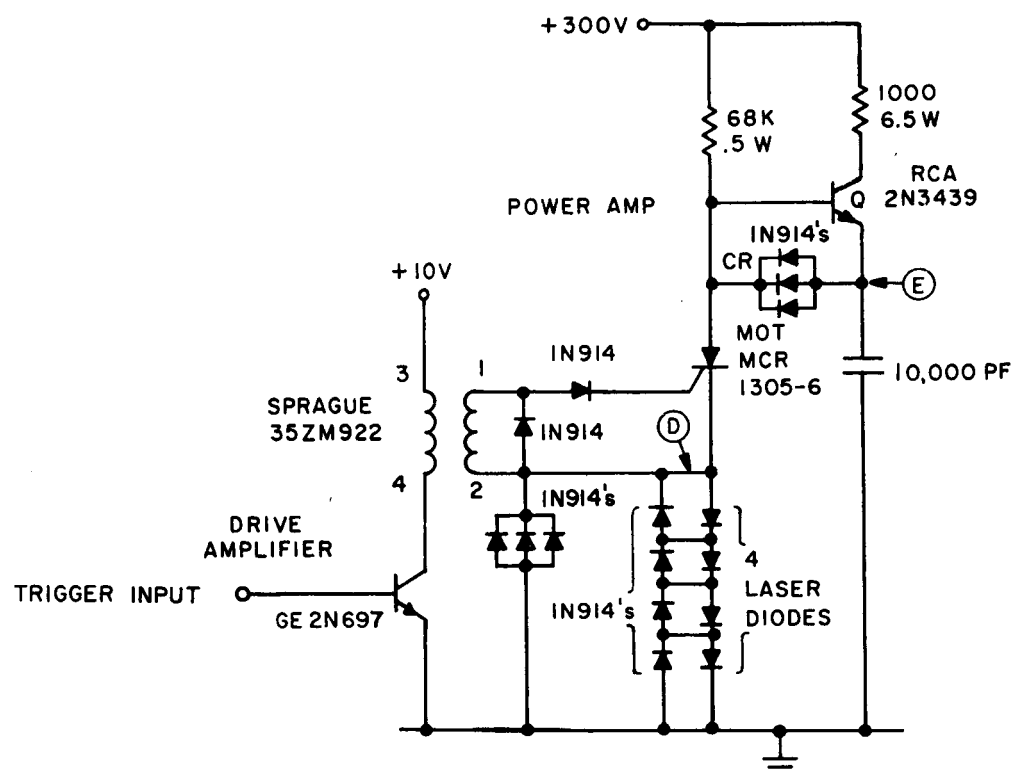 +300V
68K
.5 W
1000
6.5 W
RCA
2N3439
Q
POWER AMP
1N914's
CR
E
+10V
MOT
MCR
1305-6
10,000 PF
3
1
1N914
SPRAGUE
35ZM922
1N914
D
4
2
1N914's
DRIVE
AMPLIFIER
4
LASER
DIODES
TRIGGER INPUT
1N914's
GE 2N697